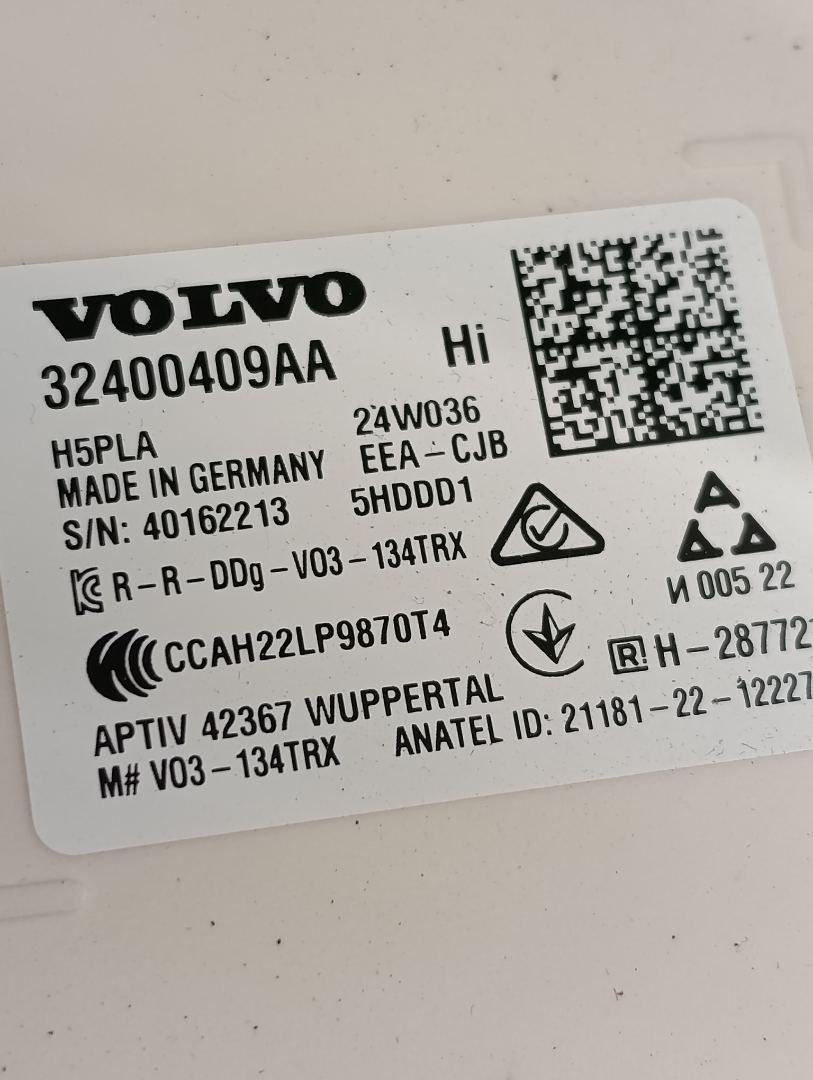 VOLVO
32400409AA Hi
H5PLA 24W036
MADE IN GERMANY EEA-CJB
S/N: 40162213 5HDDD1
R-R-DDg-V03-134TRX
И 005 22
CCAH22LP9870T4
R! H-28772
APTIV 42367 WUPPERTAL
M# V03-134TRX ANATEL ID: 21181-22-12227